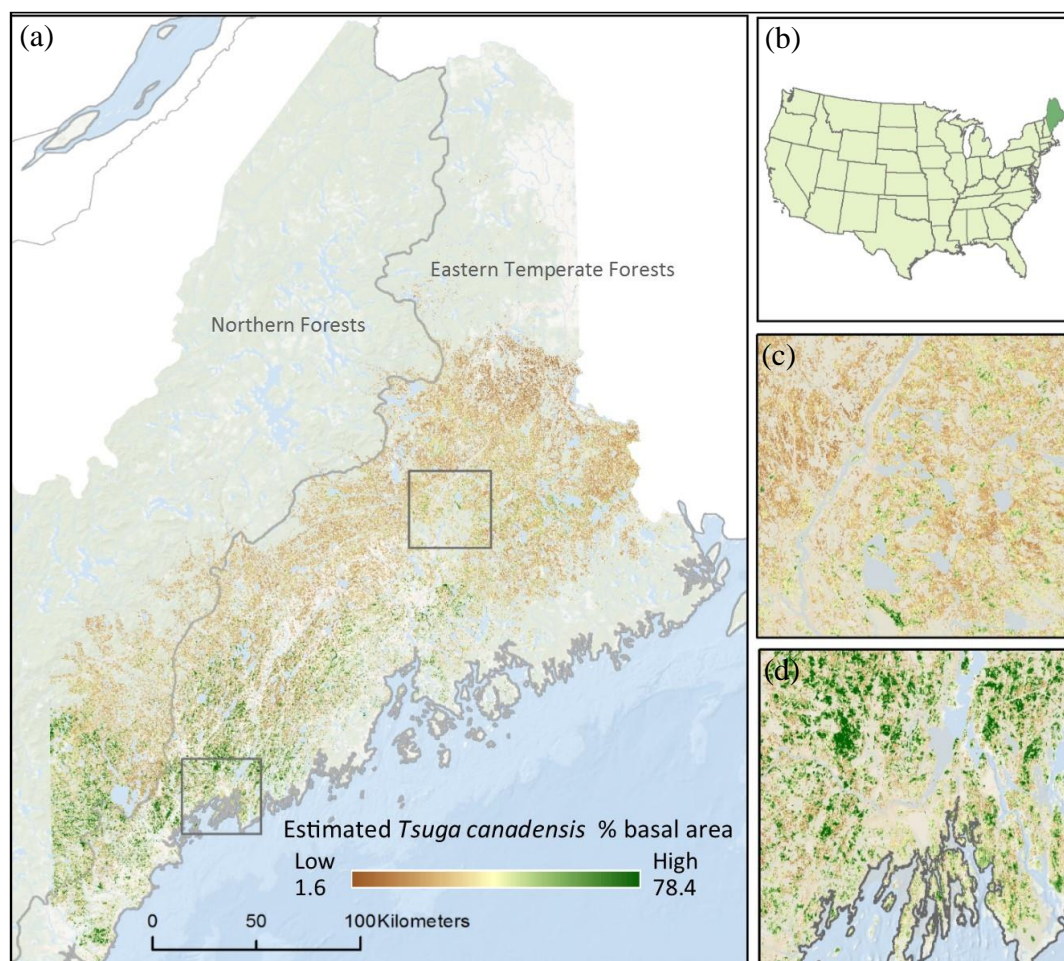 (a)
Eastern Temperate Forests
Northern Forests
Estimated Tsuga canadensis % basal area
Low
High
1.6
78.4
0
50
100Kilometers
(b)
(c)
(d)